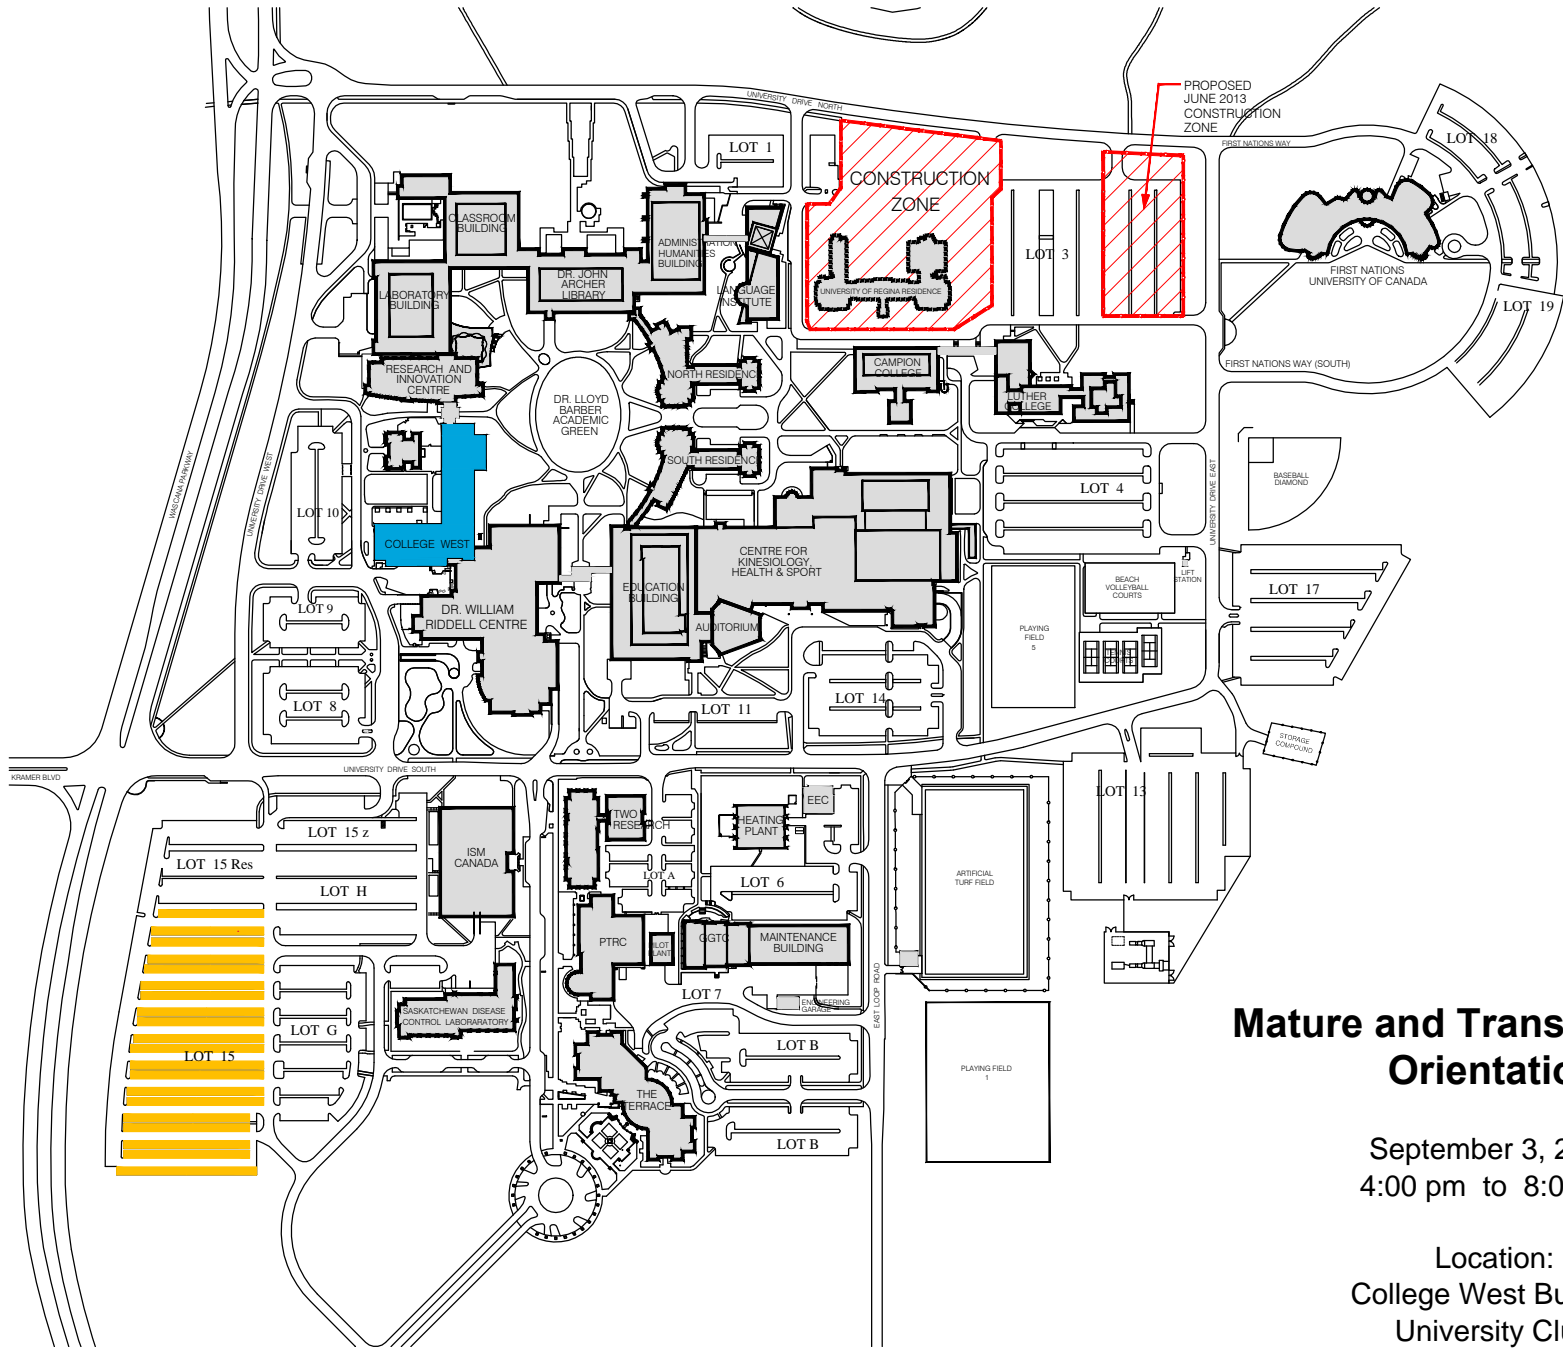 PROPOSED
JUNE 2013
CONSTRUCTION
ZONE
UNIVERSITY DRIVE NORTH
FIRST NATIONS WAY
LOT 18
LOT 1
CONSTRUCTION
ZONE
CLASSROOM
BUILDING
ADMINISTRATION
HUMANITIES
BUILDING
LOT 3
FIRST NATIONS
UNIVERSITY OF CANADA
DR. JOHN
ARCHER
LIBRARY
LANGUAGE
INSTITUTE
UNIVERSITY OF REGINA RESIDENCE
LABORATORY
BUILDING
LOT 19
RESEARCH AND
INNOVATION
CENTRE
NORTH RESIDENCE
CAMPION
COLLEGE
FIRST NATIONS WAY (SOUTH)
LUTHER
COLLEGE
DR. LLOYD
BARBER
ACADEMIC
GREEN
SOUTH RESIDENCE
WASCANA PARKWAY
UNIVERSITY DRIVE WEST
LOT 10
LOT 4
UNIVERSITY DRIVE EAST
BASEBALL
DIAMOND
COLLEGE WEST
CENTRE FOR
KINESIOLOGY,
HEALTH & SPORT
EDUCATION
BUILDING
LIFT
STATION
BEACH
VOLLEYBALL
COURTS
LOT 17
LOT 9
DR. WILLIAM
RIDDELL CENTRE
AUDITORIUM
PLAYING
FIELD
5
TENNIS
COURTS
LOT 8
LOT 11
LOT 14
STORAGE
COMPOUND
KRAMER BLVD
UNIVERSITY DRIVE SOUTH
LOT 13
EEC
TWO
RESEARCH
HEATING
PLANT
LOT 15 z
LOT 15 Res
ISM
CANADA
LOT H
LOT A
LOT 6
ARTIFICIAL
TURF FIELD
PTRC
PILOT
PLANT
GGTC
MAINTENANCE
BUILDING
LOT 7
ENGINEERING
GARAGE
EAST LOOP ROAD
SASKATCHEWAN DISEASE
CONTROL LABORARATORY
LOT G
LOT 15
LOT B
THE
TERRACE
LOT B
PLAYING FIELD
1
Mature and Trans
Orientatio
September 3, 2
4:00 pm to 8:0
Location:
College West Bu
University Clu